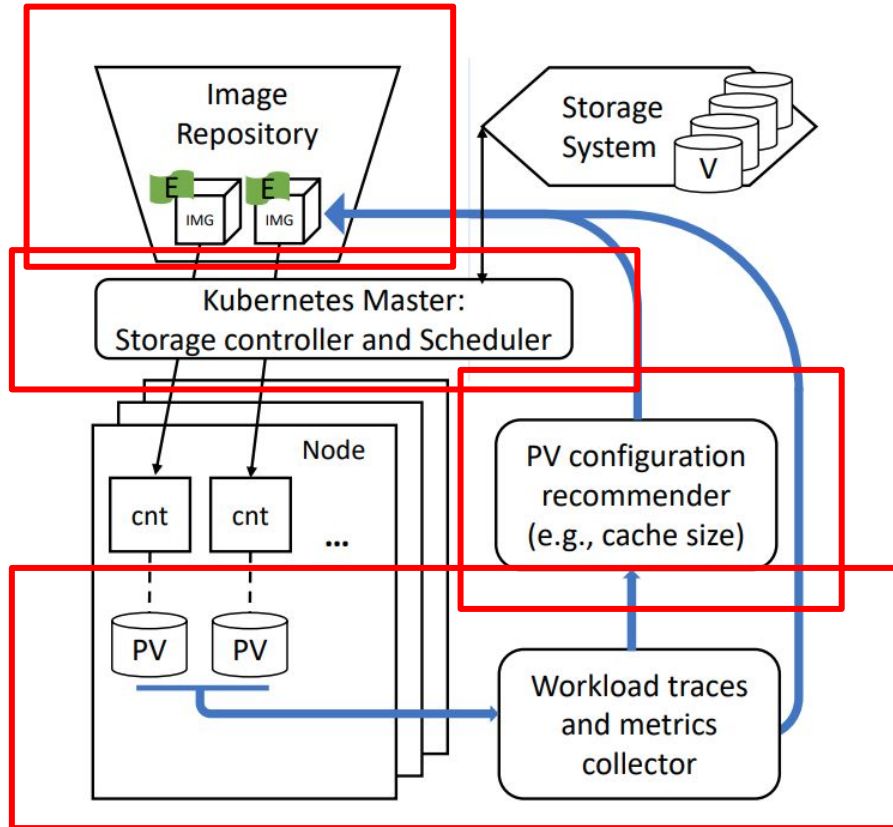 Image
Repository
E
E
IMG
IMG
Storage
System
V
Kubernetes Master:
Storage controller and Scheduler
Node
cnt
cnt
...
PV
PV
PV configuration
recommender
(e.g., cache size)
Workload traces
and metrics
collector